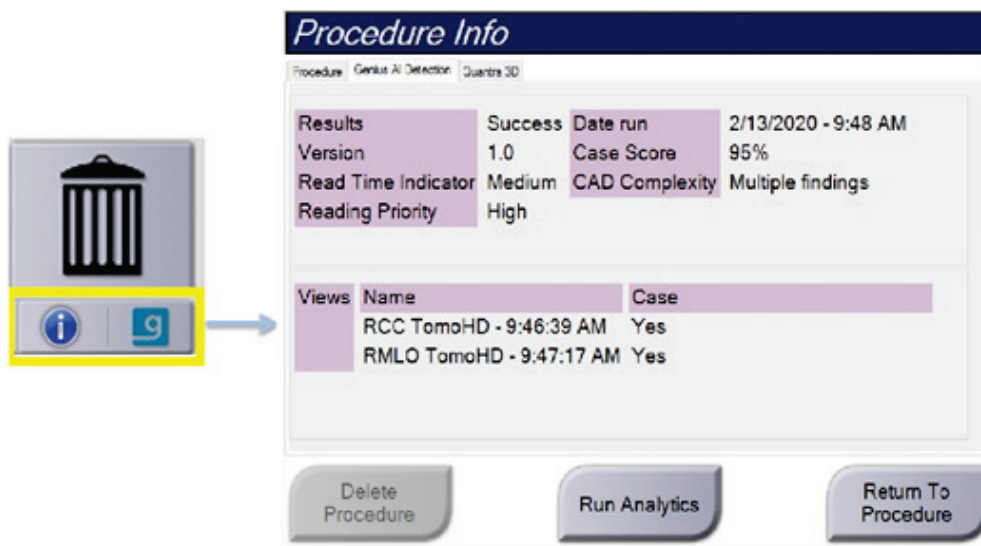 Procedure Info
Procedure Genius AI Detection Quantra 3D
Results Success Date run 2/13/2020 - 9:48 AM
Version 1.0 Case Score 95%
Read Time Indicator Medium CAD Complexity Multiple findings
Reading Priority High
Views Name Case
RCC TomoHD - 9:46:39 AM Yes
RMLO TomoHD - 9:47:17 AM Yes
Delete
Procedure
Run Analytics
Return To
Procedure
i g